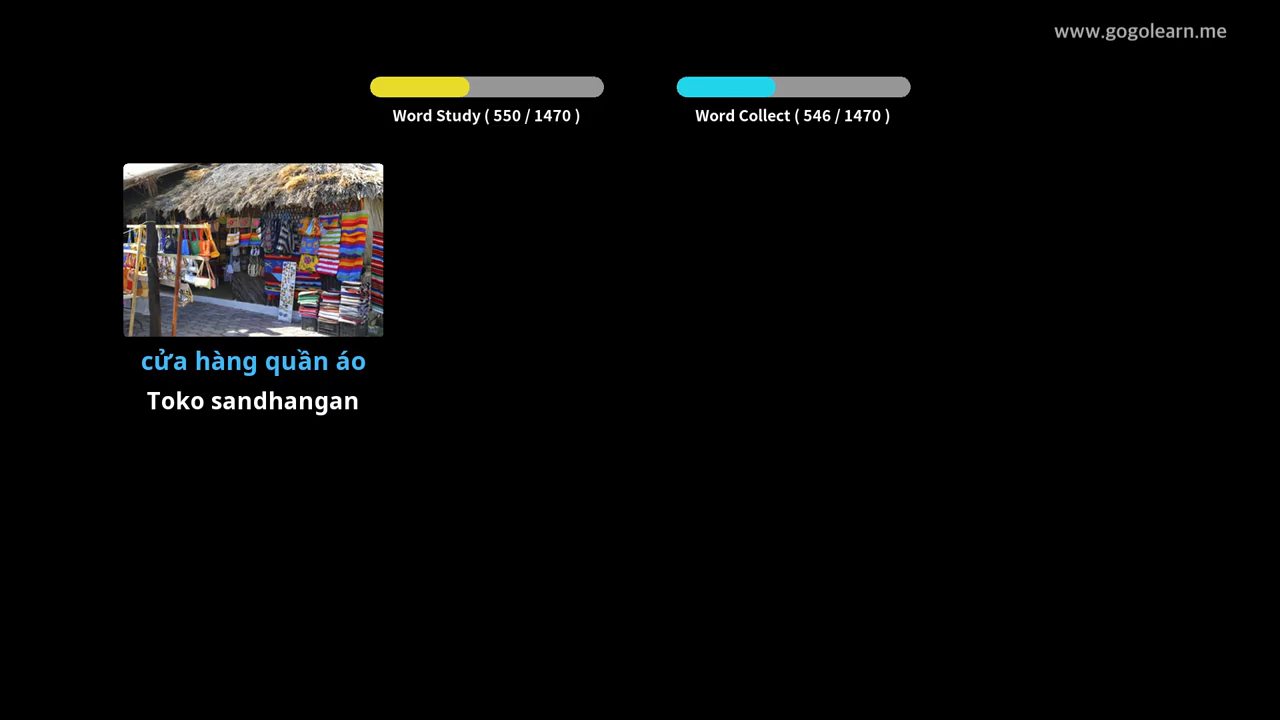 www.gogolearn.me
Word Study ( 550 / 1470 )
Word Collect ( 546 / 1470 )
cửa hàng quần áo
Toko sandhangan